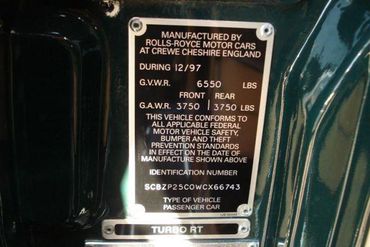 MANUFACTURED BY
ROLLS-ROYCE MOTOR CARS
AT CREWE CHESHIRE ENGLAND
DURING 12/97
G.V.W.R. 6550 LBS
FRONT REAR
G.A.W.R. 3750 3750 LBS
THIS VEHICLE CONFORMS TO
ALL APPLICABLE FEDERAL
MOTOR VEHICLE SAFETY,
BUMPER AND THEFT
PREVENTION STANDARDS
IN EFFECT ON THE DATE OF
MANUFACTURE SHOWN ABOVE.
IDENTIFICATION NUMBER
SCBZP25C0WCX66743
TYPE OF VEHICLE
PASSENGER CAR
TURBO RT